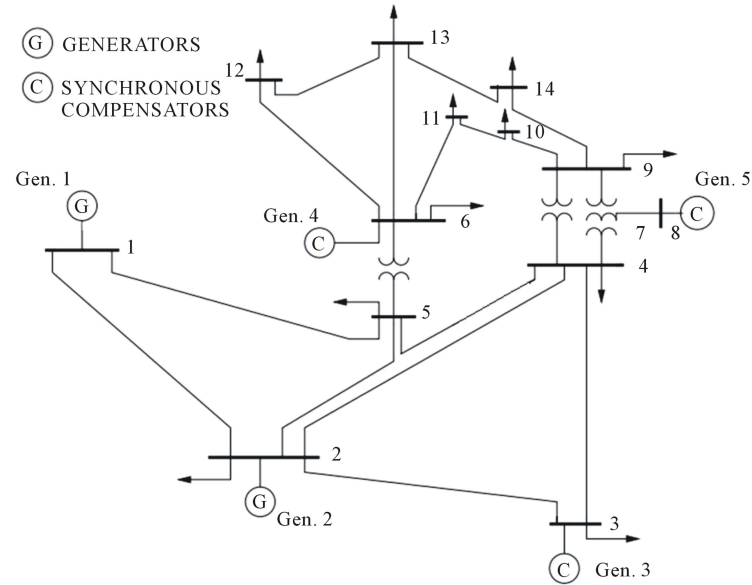 G GENERATORS
C SYNCHRONOUS
COMPENSATORS
13
12
14
11
10
9
Gen. 1
G
Gen. 5
C
Gen. 4
C
6
7
8
1
4
5
2
G
Gen. 2
3
C
Gen. 3